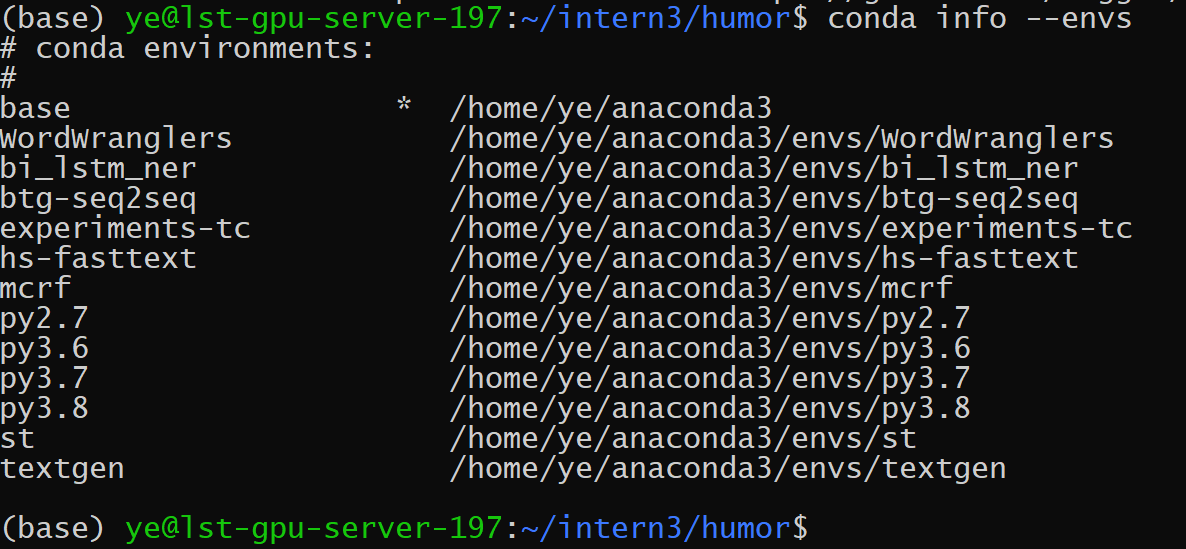 (base) ye@lst-gpu-server-197:~/intern3/humor$ conda info --envs
# conda environments:
#
base                  *  /home/ye/anaconda3
WordWranglers            /home/ye/anaconda3/envs/WordWranglers
bi_lstm_ner              /home/ye/anaconda3/envs/bi_lstm_ner
btg-seq2seq              /home/ye/anaconda3/envs/btg-seq2seq
experiments-tc           /home/ye/anaconda3/envs/experiments-tc
hs-fasttext              /home/ye/anaconda3/envs/hs-fasttext
mcrf                     /home/ye/anaconda3/envs/mcrf
py2.7                    /home/ye/anaconda3/envs/py2.7
py3.6                    /home/ye/anaconda3/envs/py3.6
py3.7                    /home/ye/anaconda3/envs/py3.7
py3.8                    /home/ye/anaconda3/envs/py3.8
st                       /home/ye/anaconda3/envs/st
textgen                  /home/ye/anaconda3/envs/textgen
(base) ye@lst-gpu-server-197:~/intern3/humor$